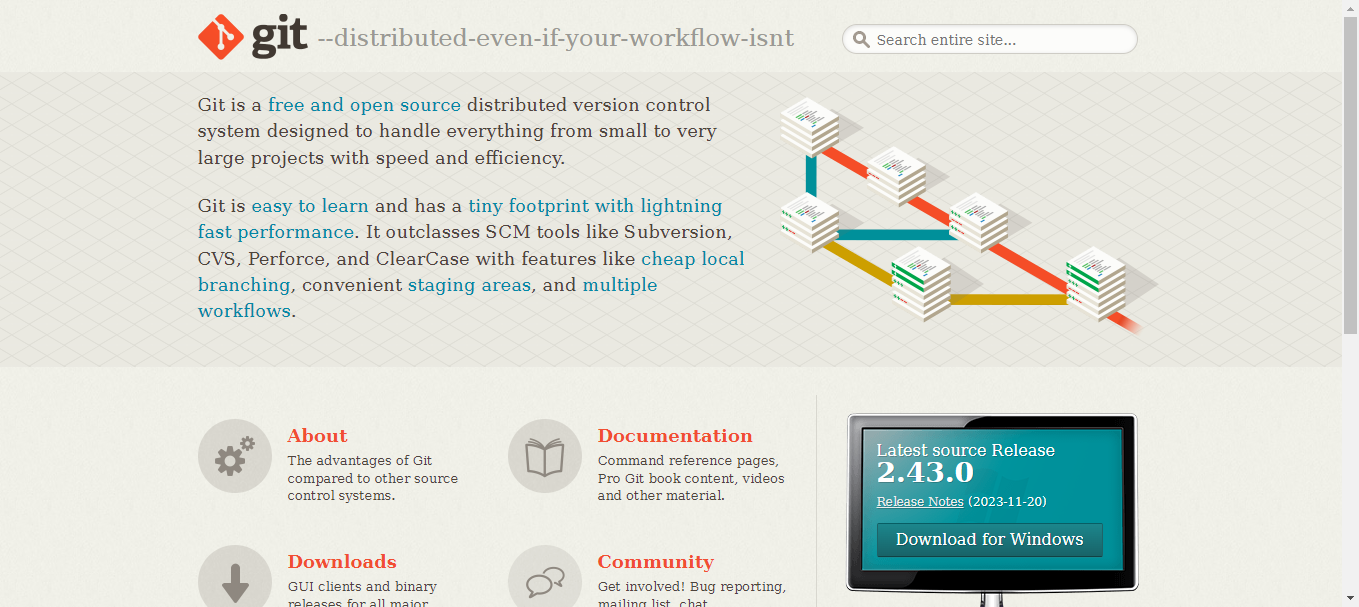 git --distributed-even-if-your-workflow-isnt
Search entire site...
Git is a free and open source distributed version control
system designed to handle everything from small to very
large projects with speed and efficiency.
Git is easy to learn and has a tiny footprint with lightning
fast performance. It outclasses SCM tools like Subversion,
CVS, Perforce, and ClearCase with features like cheap local
branching, convenient staging areas, and multiple
workflows.
About
The advantages of Git
compared to other source
control systems.
Documentation
Command reference pages,
Pro Git book content, videos
and other material.
Downloads
GUI clients and binary
releases for all major
Community
Get involved! Bug reporting,
mailing list, chat,
Latest source Release
2.43.0
Release Notes (2023-11-20)
Download for Windows